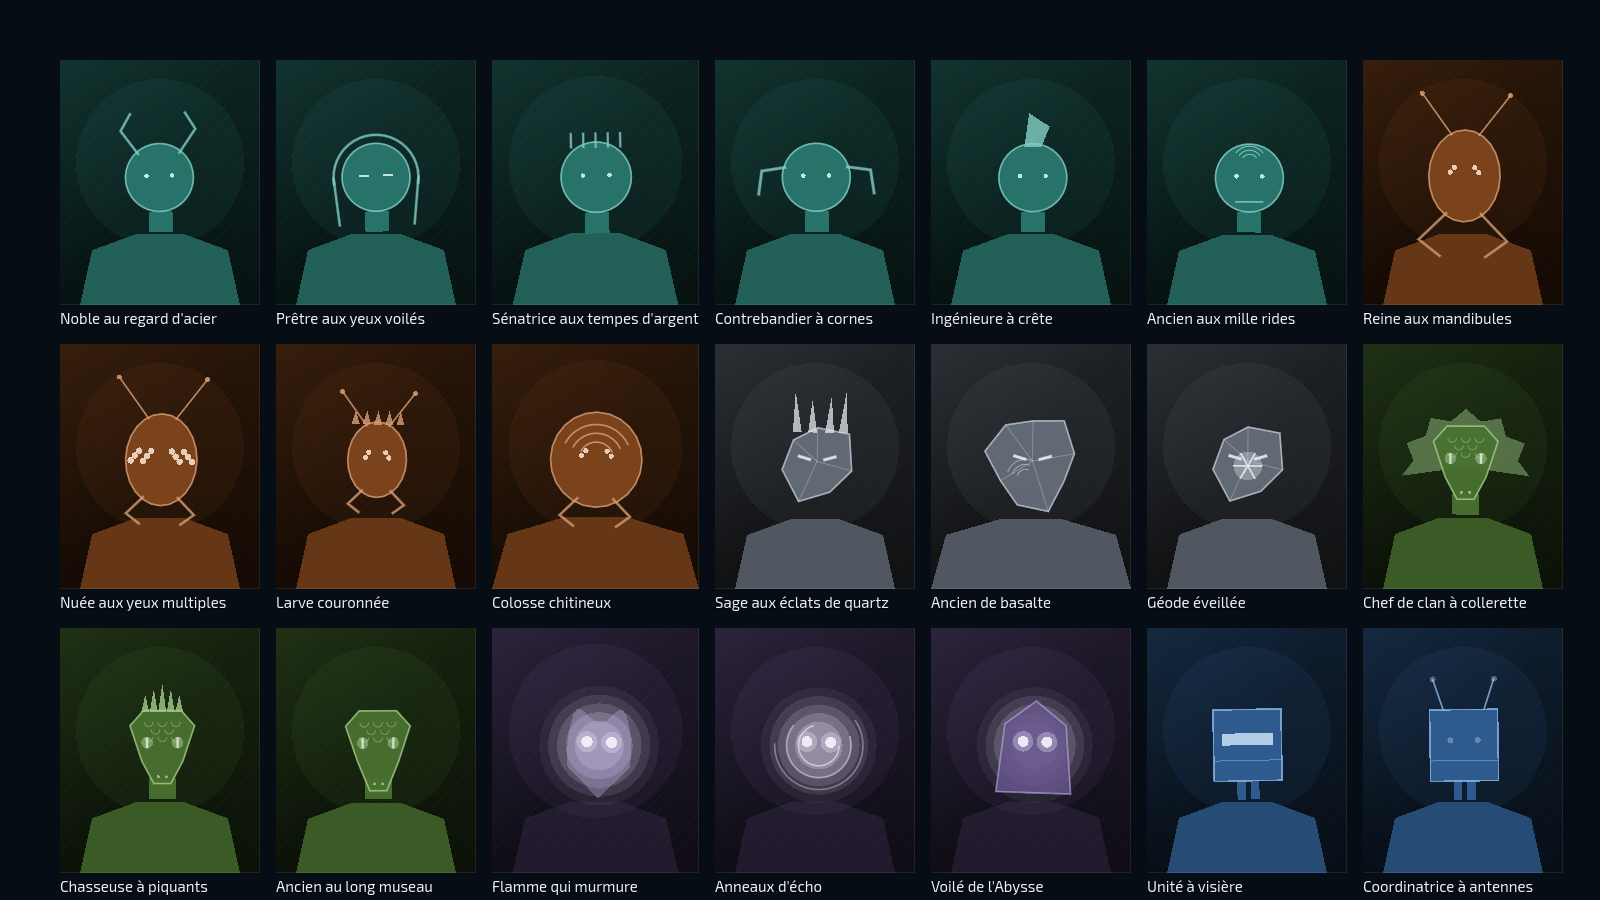 Noble au regard d'acier
Prêtre aux yeux voilés
Sénatrice aux tempes d'argent
Contrebandier à cornes
Ingénieure à crête
Ancien aux mille rides
Reine aux mandibules
Nuée aux yeux multiples
Larve couronnée
Colosse chitineux
Sage aux éclats de quartz
Ancien de basalte
Géode éveillée
Chef de clan à collerette
Chasseuse à piquants
Ancien au long museau
Flamme qui murmure
Anneaux d'écho
Voilé de l'Abysse
Unité à visière
Coordinatrice à antennes